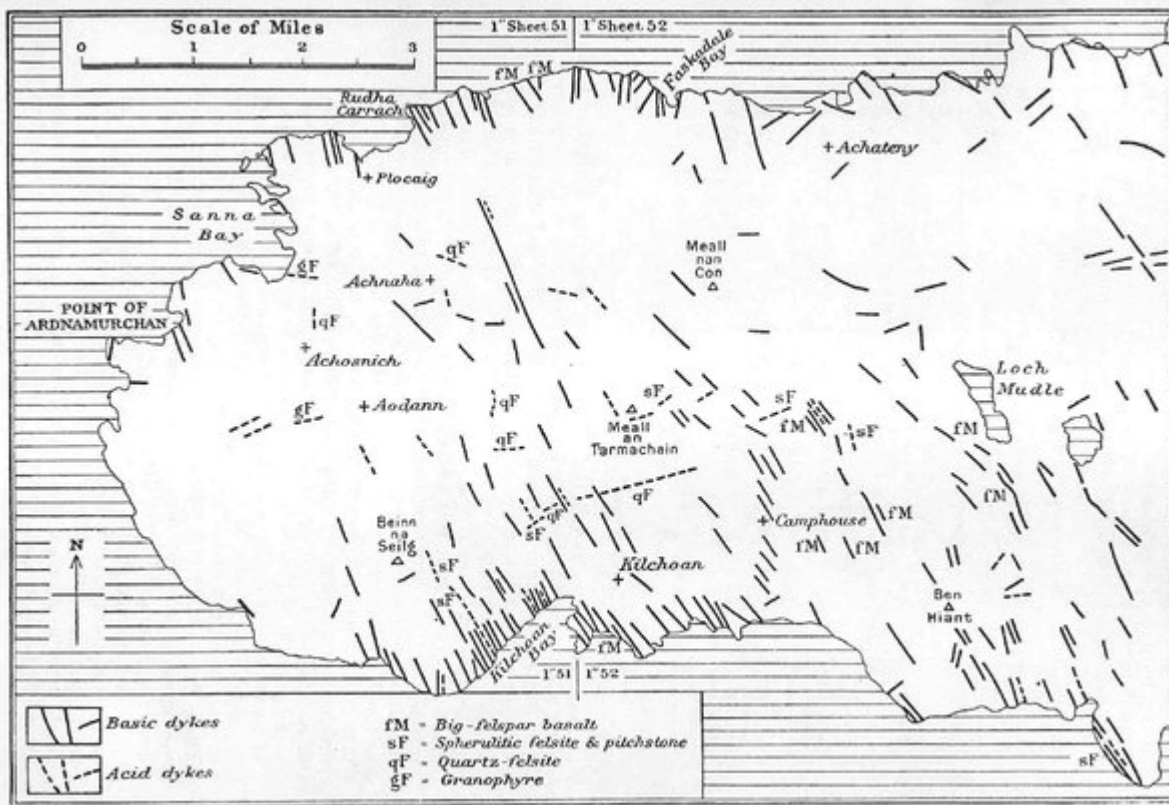 Scale of Miles
0 1 2 3
1" Sheet 51
1" Sheet 52
Faskadale
Bay
fM fM
Rudha
Carrach
+ Achateny
+ Plocaig
Sanna
Bay
qF
Meall
nan
Con
gF
Achnaha +
POINT OF
ARDNAMURCHAN
qF
Achosnich
Loch
Mudle
sF
sF
gF
+ Aodann
qF
fM
sF
fM
qF
Meall
an
Tormachain
qF
fM
sF
fM
Camphouse
fM
fM
Beinn
na
Seilg
sF
Kilchoan
N
sF
Ben
Hiant
Kilchoan
Bay
fM
1" 51
1" 52
Basic dykes
Acid dykes
fM = Big-felspar basalt
sF = Spherulitic felsite & pitchstone
qF = Quartz-felsite
gF = Granophyre
sF